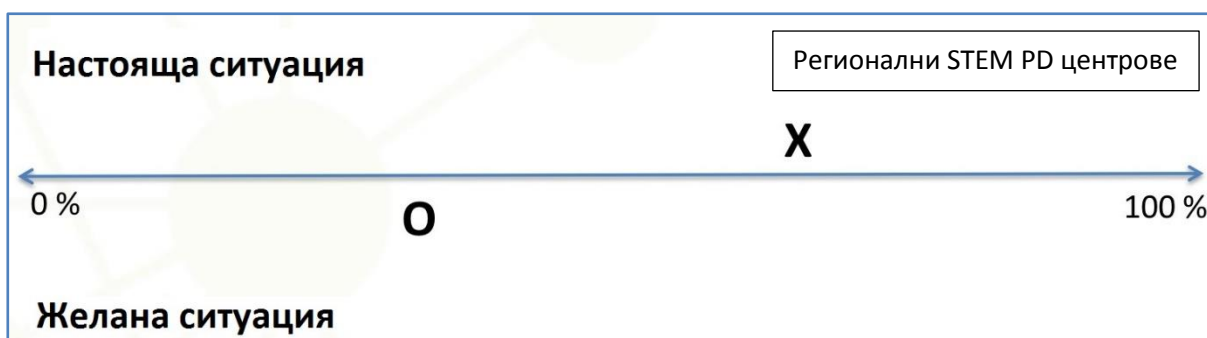 Настояща ситуация
Регионални STEM PD центрове
X
0 %
100 %
O
Желана ситуация